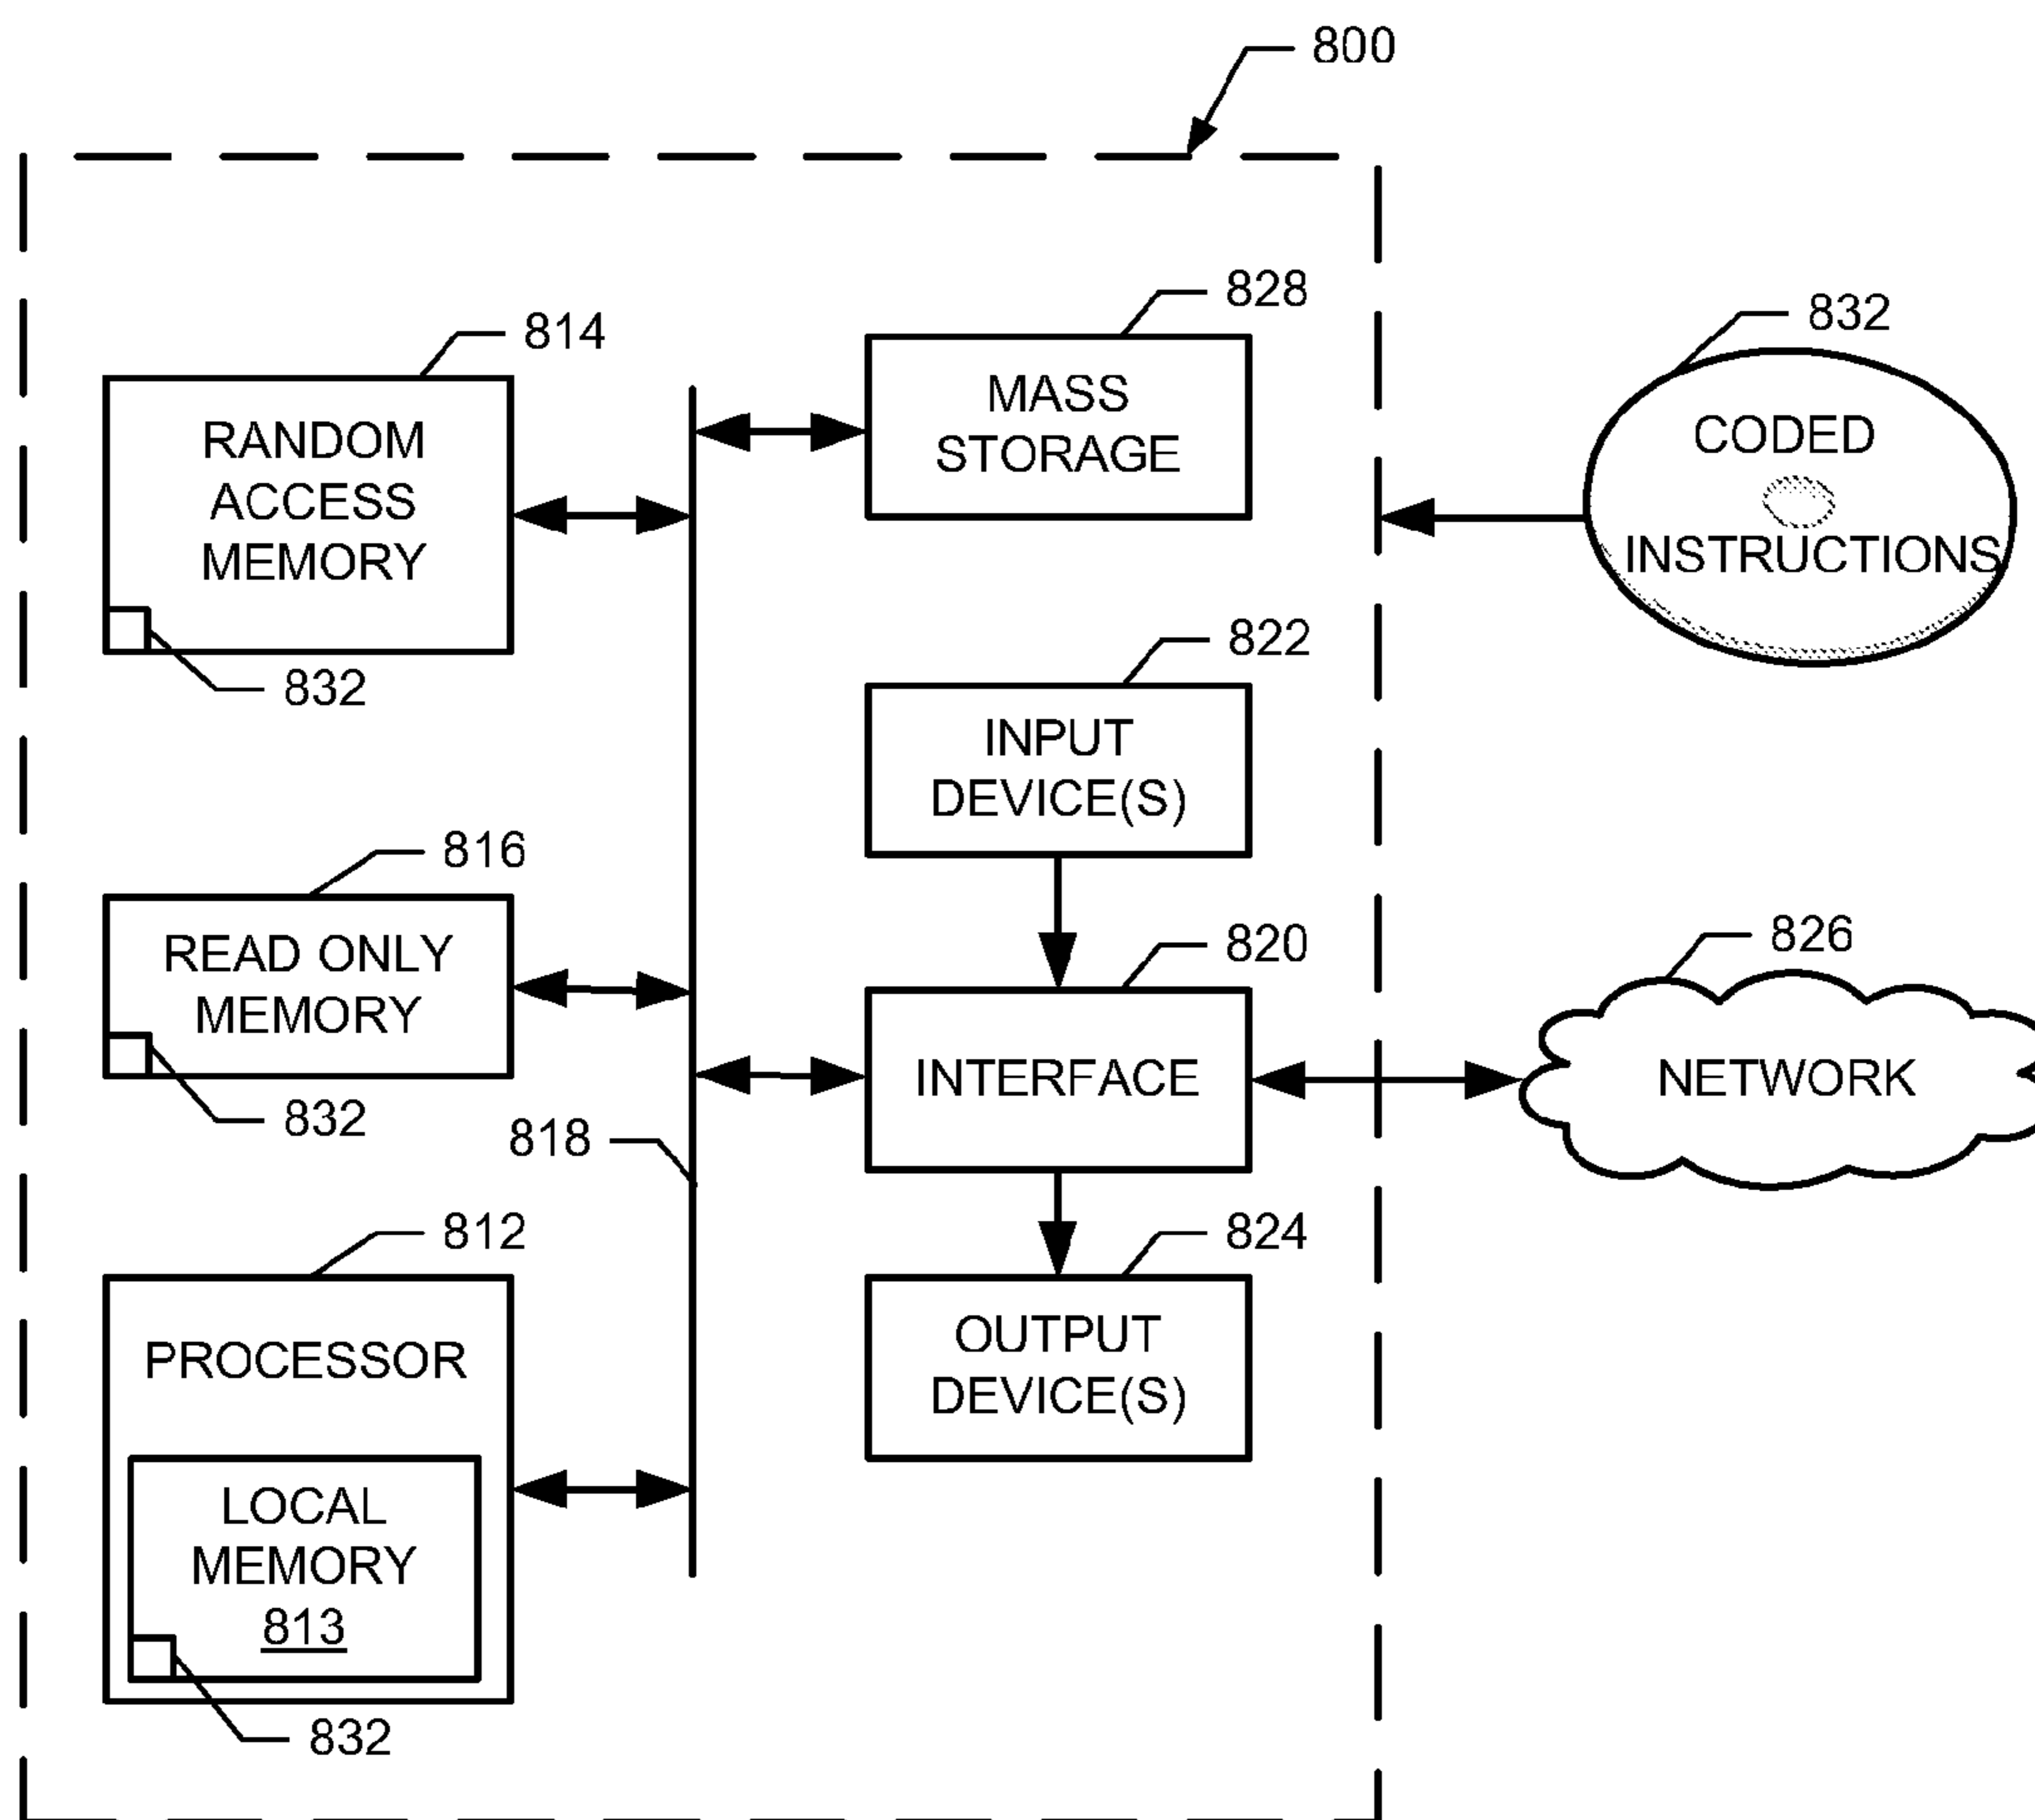 800
828
814
832
MASS
STORAGE
RANDOM
ACCESS
MEMORY
CODED
INSTRUCTIONS
832
822
INPUT
DEVICE(S)
816
820
826
READ ONLY
MEMORY
INTERFACE
NETWORK
832
818
812
824
PROCESSOR
OUTPUT
DEVICE(S)
LOCAL
MEMORY
813
832